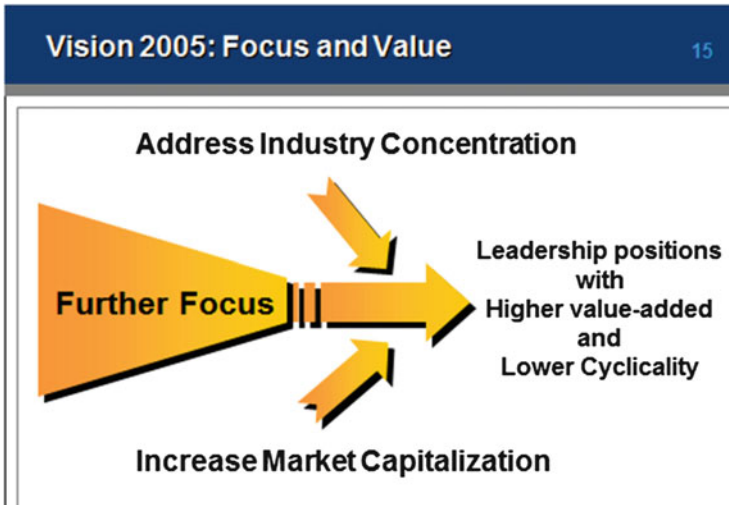 Vision 2005: Focus and Value 15
Address Industry Concentration
Further Focus
Leadership positions
with
Higher value-added
and
Lower Cyclicality
Increase Market Capitalization